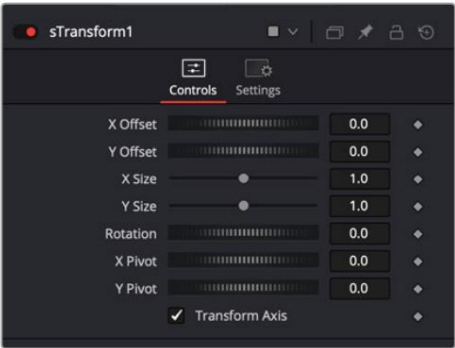 sTransform1
Controls Settings
X Offset 0.0
Y Offset 0.0
X Size 1.0
Y Size 1.0
Rotation 0.0
X Pivot 0.0
Y Pivot 0.0
Transform Axis